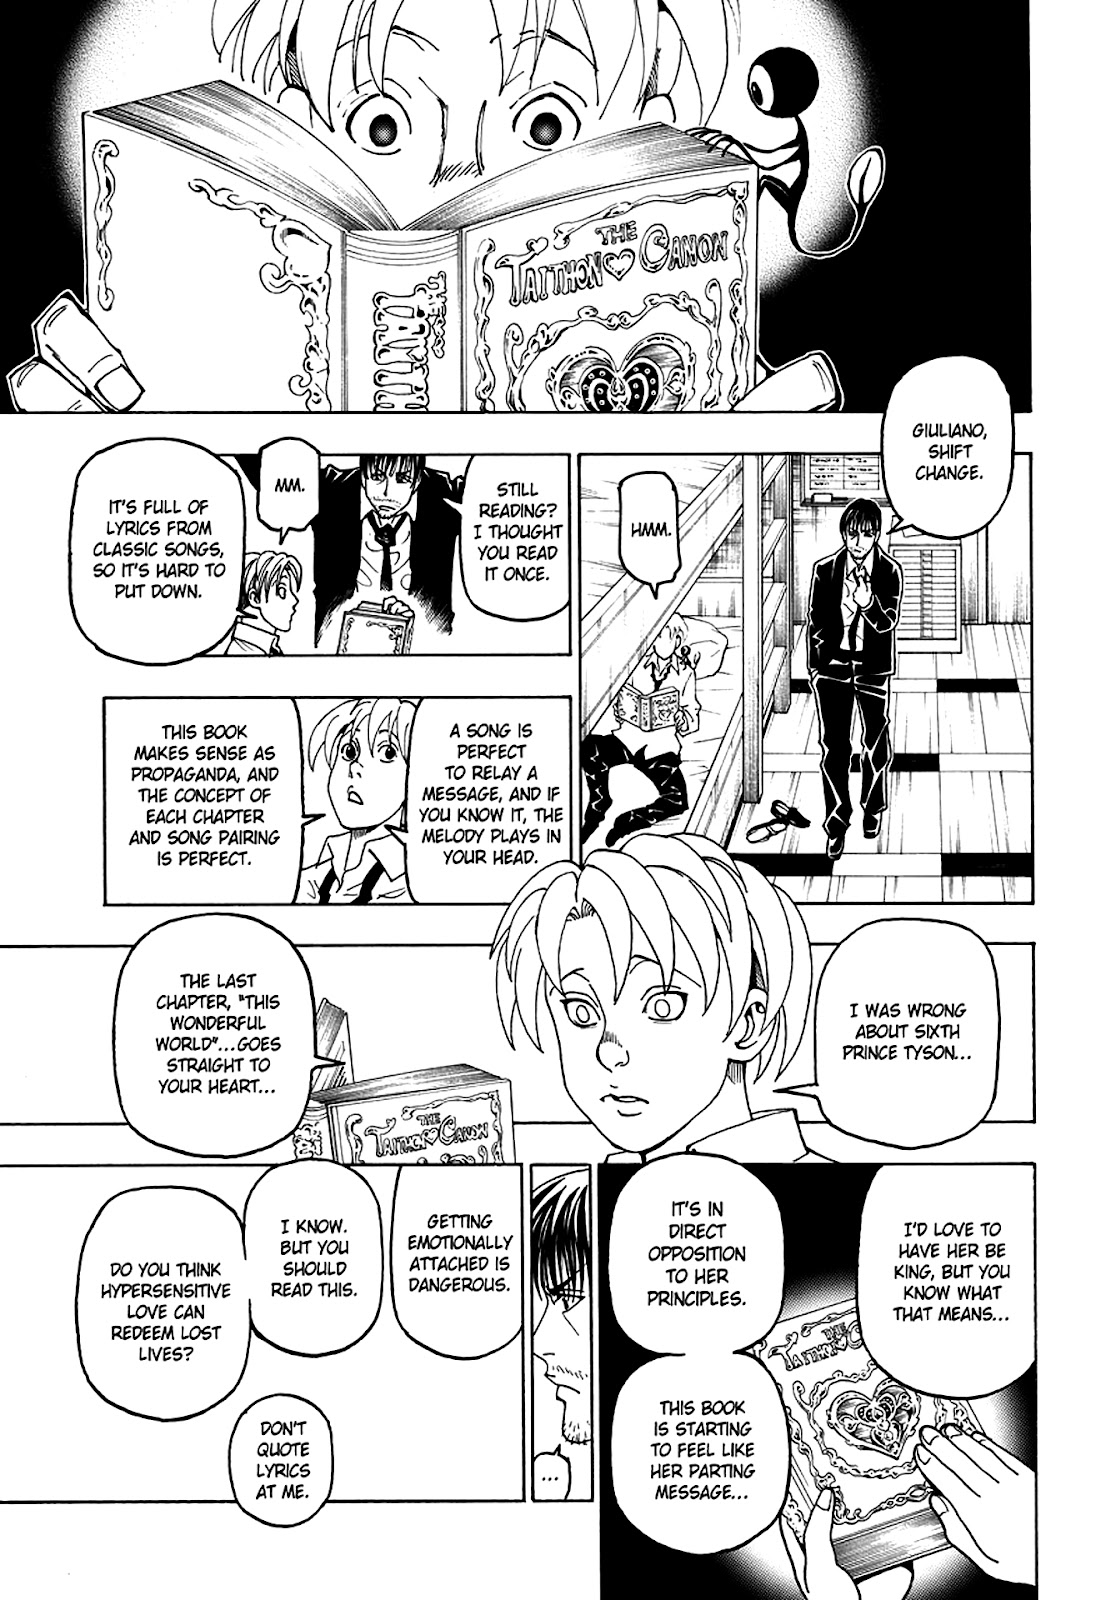 THE
TAITHON♡CANON
THE
GIULIANO,
SHIFT
CHANGE.
HMM.
STILL
READING?
I THOUGHT
YOU READ
IT ONCE.
MM.
IT'S FULL OF
LYRICS FROM
CLASSIC SONGS,
SO IT'S HARD TO
PUT DOWN.
A SONG IS
PERFECT
TO RELAY A
MESSAGE, AND IF
YOU KNOW IT, THE
MELODY PLAYS IN
YOUR HEAD.
THIS BOOK
MAKES SENSE AS
PROPAGANDA, AND
THE CONCEPT OF
EACH CHAPTER
AND SONG PAIRING
IS PERFECT.
I WAS WRONG
ABOUT SIXTH
PRINCE TYSON...
THE LAST
CHAPTER, "THIS
WONDERFUL
WORLD"...GOES
STRAIGHT TO
YOUR HEART...
THE
TAITHON♡CANON
I'D LOVE TO
HAVE HER BE
KING, BUT YOU
KNOW WHAT
THAT MEANS...
IT'S IN
DIRECT
OPPOSITION
TO HER
PRINCIPLES.
THIS BOOK
IS STARTING
TO FEEL LIKE
HER PARTING
MESSAGE...
THE
TAITHON♡CANON
...
GETTING
EMOTIONALLY
ATTACHED IS
DANGEROUS.
I KNOW.
BUT YOU
SHOULD
READ THIS.
DO YOU THINK
HYPERSENSITIVE
LOVE CAN
REDEEM LOST
LIVES?
DON'T
QUOTE
LYRICS
AT ME.